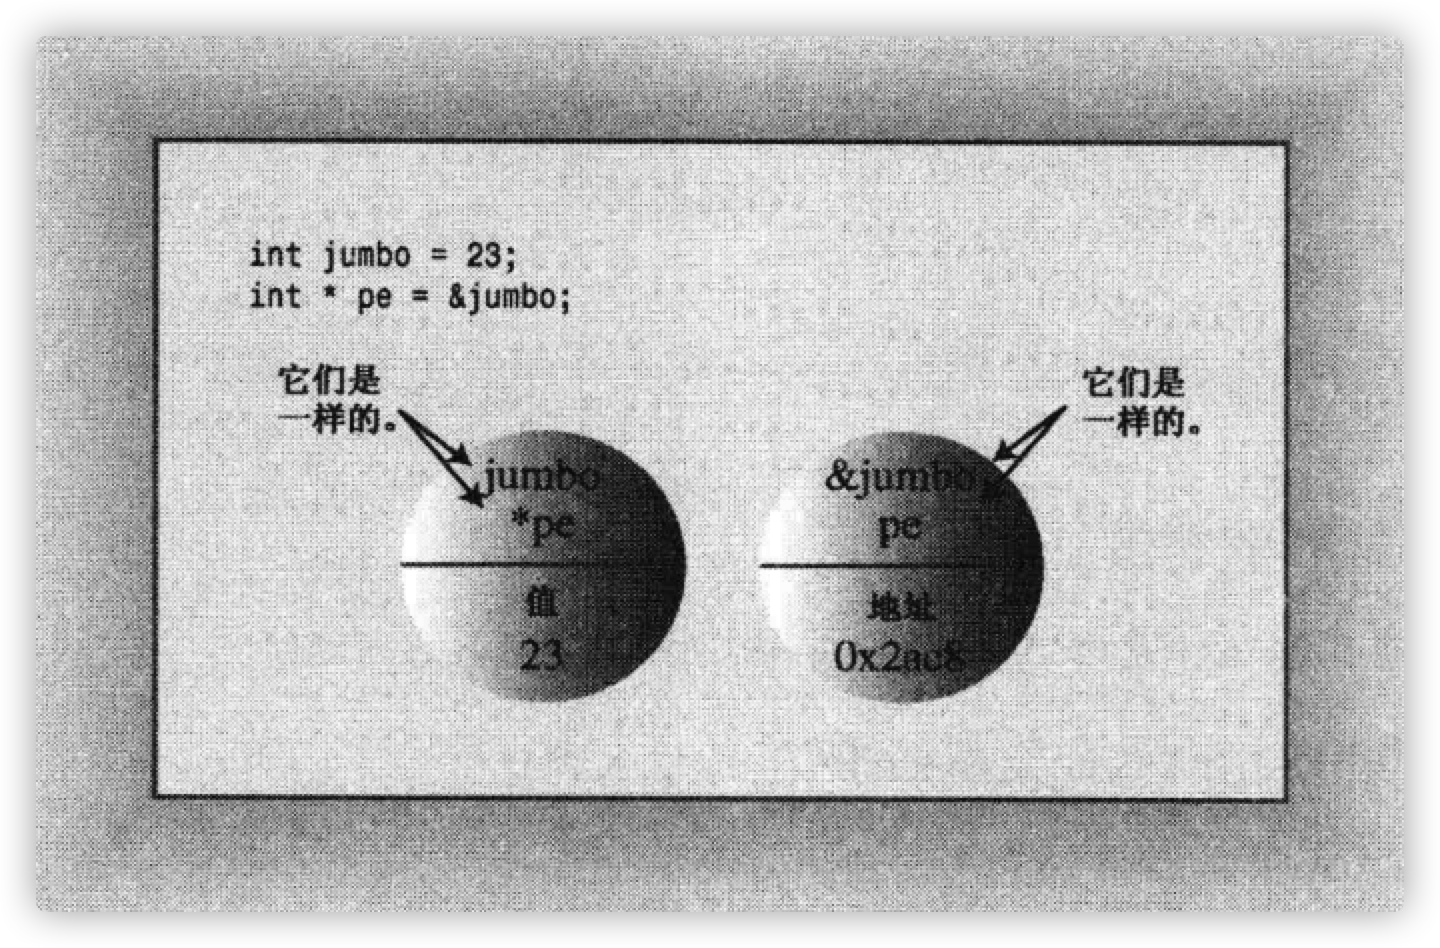 int jumbo = 23;
int * pe = &jumbo;
它们是
一样的。
它们是
一样的。
jumbo
*pe
值
23
&jumbo
pe
地址
0x2ac8